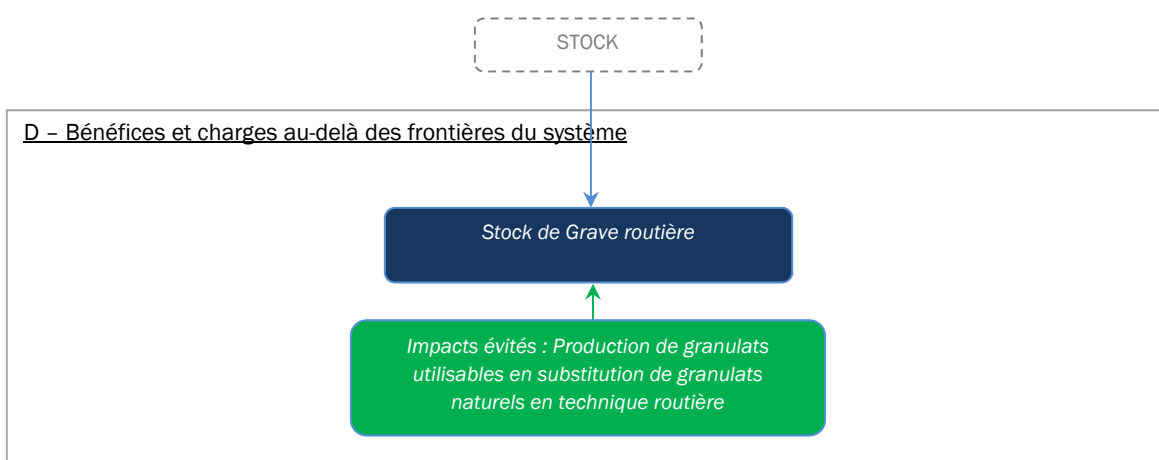 STOCK
D – Bénéfices et charges au-delà des frontières du système
Stock de Grave routière
Impacts évités : Production de granulats
utilisables en substitution de granulats
naturels en technique routière